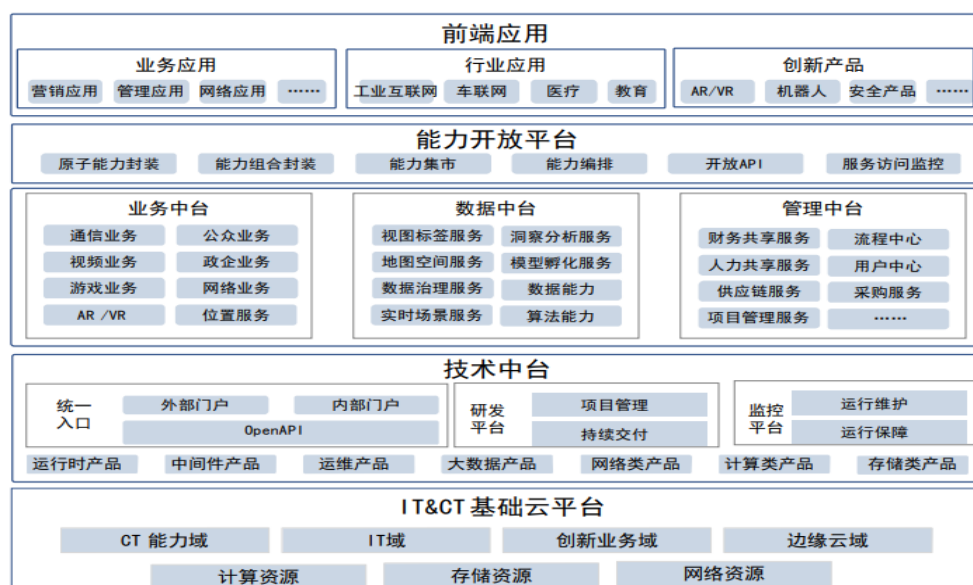 前端应用
业务应用
营销应用 管理应用 网络应用 ……
行业应用
工业互联网 车联网 医疗 教育
创新产品
AR/VR 机器人 安全产品 ……
能力开放平台
原子能力封装 能力组合封装 能力集市 能力编排 开放API 服务访问监控
业务中台
通信业务 公众业务
视频业务 政企业务
游戏业务 网络业务
AR /VR 位置服务
数据中台
视图标签服务 洞察分析服务
地图空间服务 模型孵化服务
数据治理服务 数据能力
实时场景服务 算法能力
管理中台
财务共享服务 流程中心
人力共享服务 用户中心
供应链服务 采购服务
项目管理服务 ……
技术中台
统一
入口
外部门户 内部门户
OpenAPI
研发
平台
项目管理
持续交付
监控
平台
运行维护
运行保障
运行时产品 中间件产品 运维产品 大数据产品 网络类产品 计算类产品 存储类产品
IT&CT 基础云平台
CT 能力域 IT域 创新业务域 边缘云域
计算资源 存储资源 网络资源